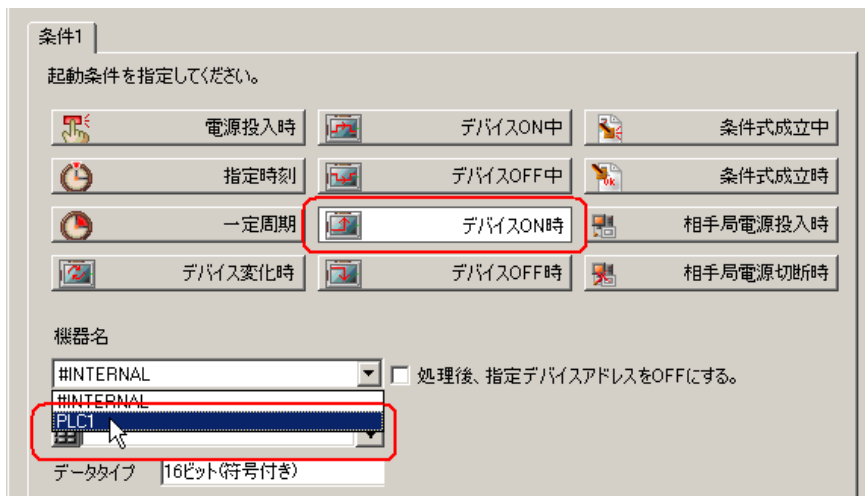 条件1
起動条件を指定してください。
電源投入時 デバイスON中 条件式成立中
指定時刻 デバイスOFF中 条件式成立時
一定周期 デバイスON時 相手局電源投入時
デバイス変化時 デバイスOFF時 相手局電源切断時
機器名
#INTERNAL 処理後、指定デバイスアドレスをOFFにする。
#INTERNAL
PLC1
データタイプ 16ビット(符号付き)